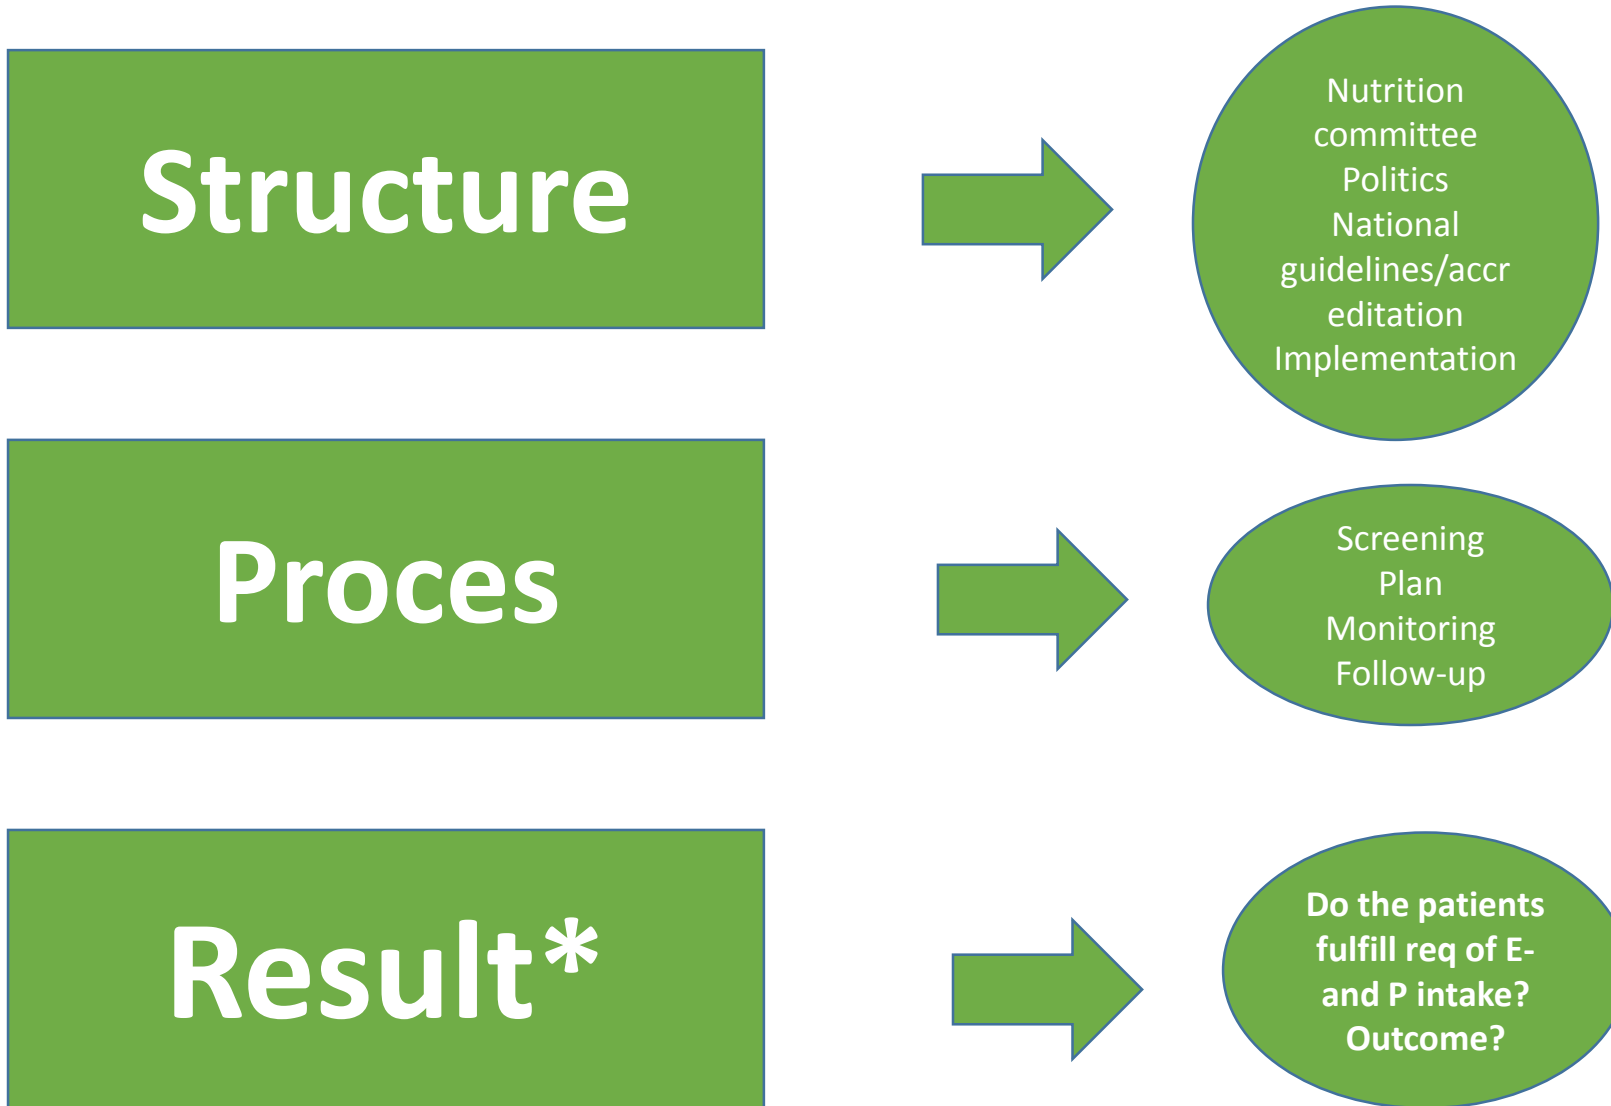 Structure
Nutrition
committee
Politics
National
guidelines/accr
editation
Implementation
Proces
Screening
Plan
Monitoring
Follow-up
Result*
Do the patients
fulfill req of E-
and P intake?
Outcome?